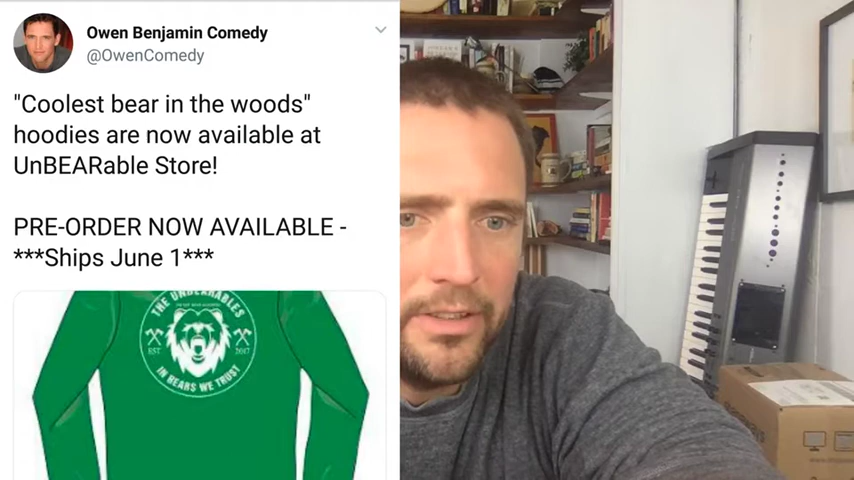 Owen Benjamin Comedy
@OwenComedy
"Coolest bear in the woods"
hoodies are now available at
UnBEARable Store!
PRE-ORDER NOW AVAILABLE -
***Ships June 1***
THE UNBEARABLES
EST 2017
IN BEARS WE TRUST